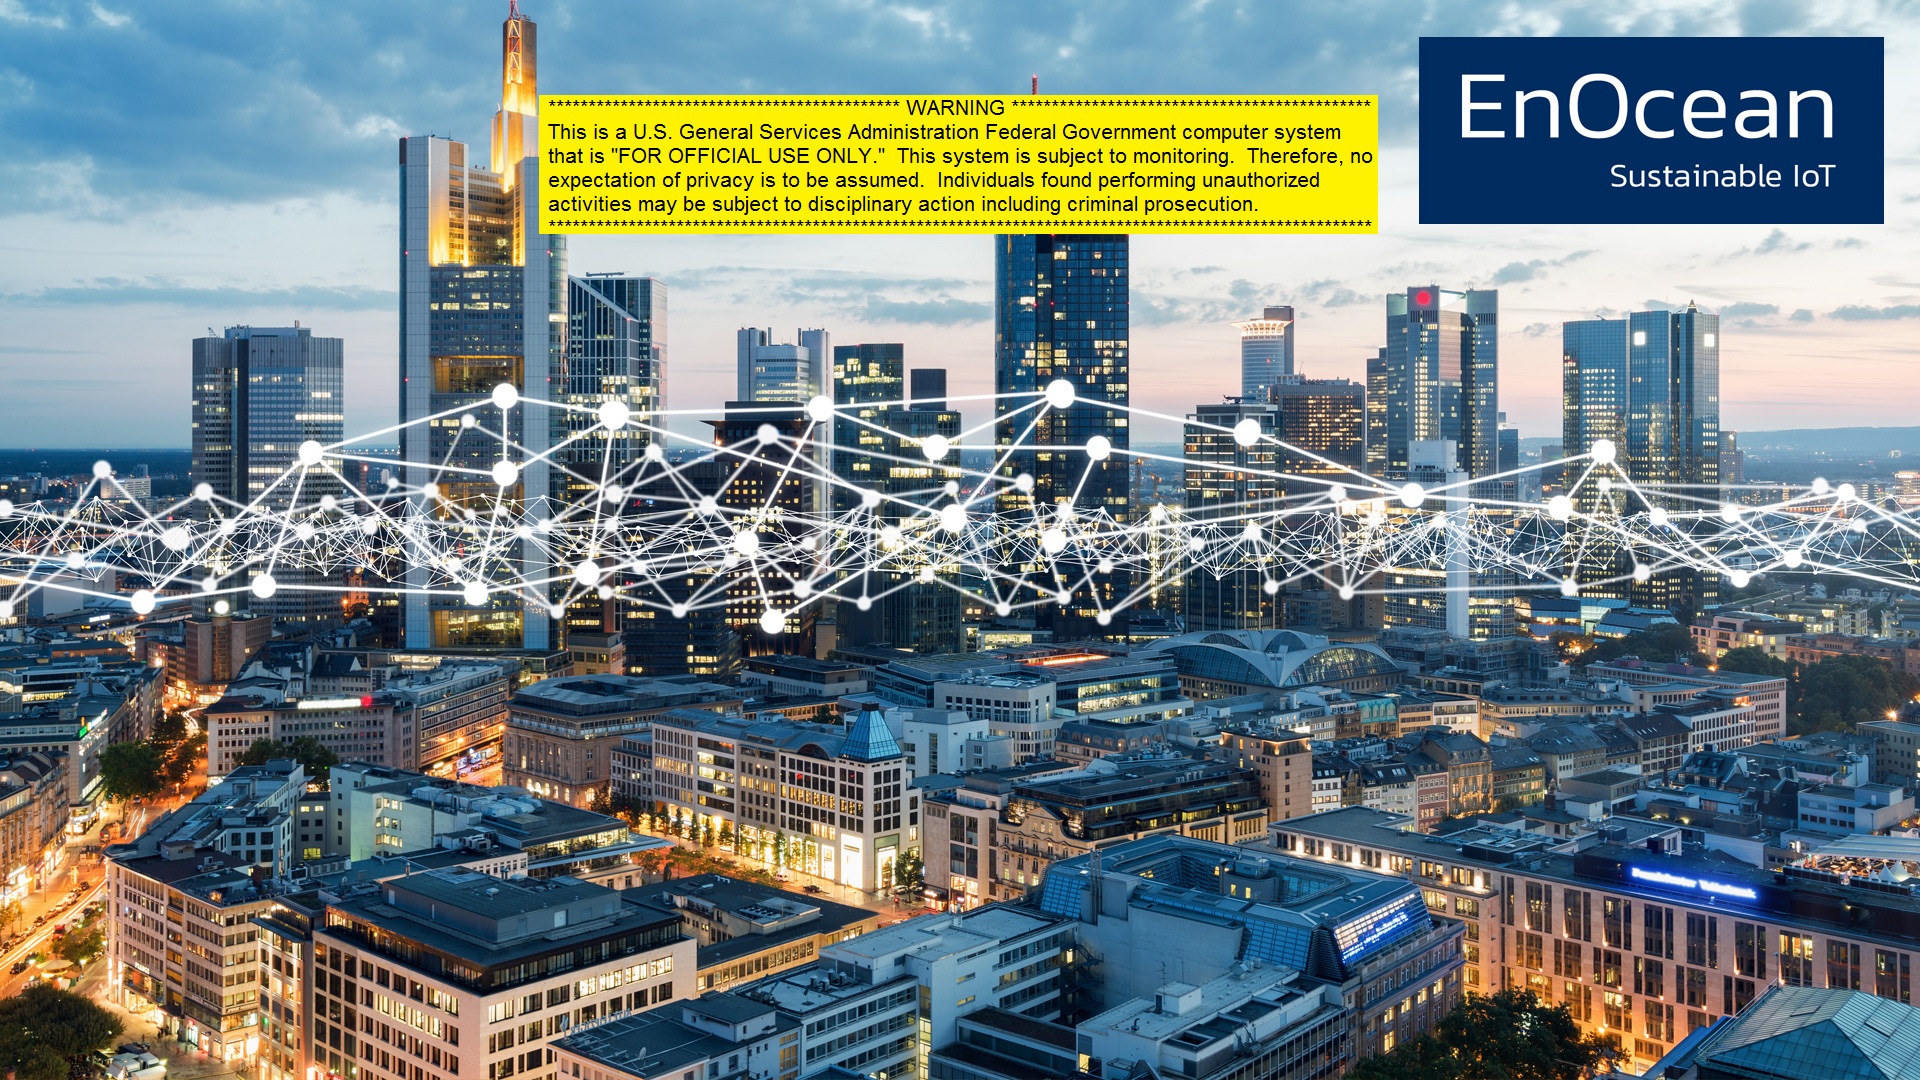 ******************************************** WARNING *********************************************
This is a U.S. General Services Administration Federal Government computer system
that is "FOR OFFICIAL USE ONLY."  This system is subject to monitoring.  Therefore, no
expectation of privacy is to be assumed.  Individuals found performing unauthorized
activities may be subject to disciplinary action including criminal prosecution.
*******************************************************************************************************
EnOcean
Sustainable IoT